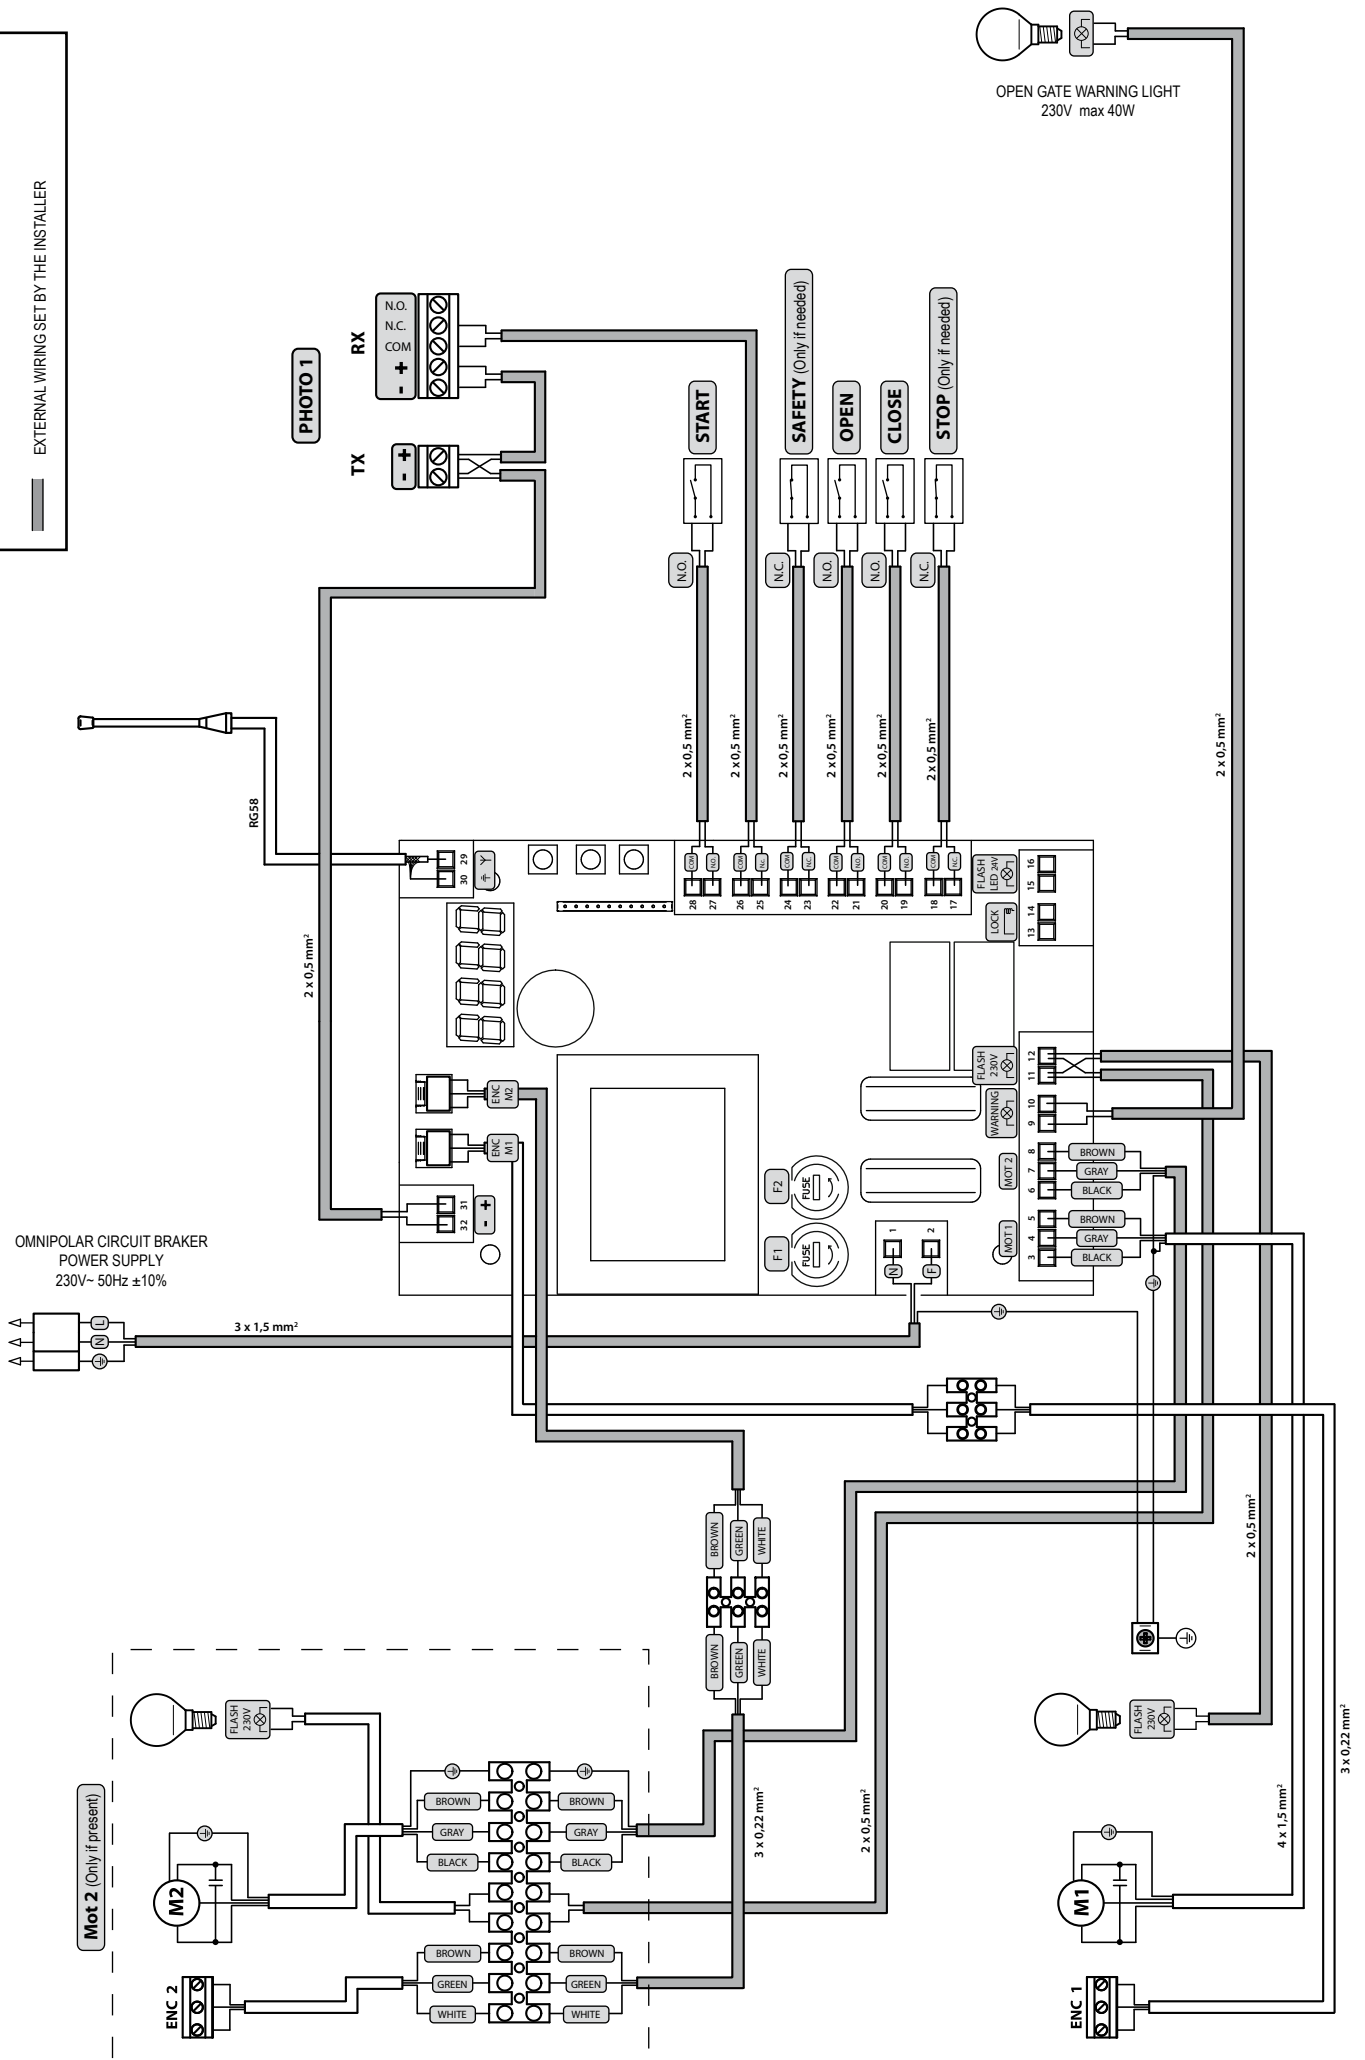 OPEN GATE WARNING LIGHT
230V max 40W
EXTERNAL WIRING SET BY THE INSTALLER
PHOTO 1
RX
N.O.
N.C.
COM
+
-
TX
- +
START
SAFETY (Only if needed)
OPEN
CLOSE
STOP (Only if needed)
N.O.
N.C.
N.O.
N.O.
N.C.
RG58
2 x 0,5 mm²
2 x 0,5 mm²
2 x 0,5 mm²
2 x 0,5 mm²
2 x 0,5 mm²
2 x 0,5 mm²
2 x 0,5 mm²
2 x 0,5 mm²
30 29
COM
N.O.
COM
N.C.
COM
N.C.
COM
N.O.
COM
N.O.
COM
N.C.
28
27
26
25
24
23
22
21
20
19
18
17
FLASH
LED 24V
15 16
LOCK
13 14
FLASH
230V
11 12
WARNING
9 10
MOT 2
6 7 8
BROWN
GRAY
BLACK
MOT 1
3 4 5
BROWN
GRAY
BLACK
ENC
M2
ENC
M1
32 31
- +
F2
FUSE
F1
FUSE
1
2
N
F
OMNIPOLAR CIRCUIT BRAKER
POWER SUPPLY
230V~ 50Hz ±10%
L
N
3 x 1,5 mm²
BROWN
GREEN
WHITE
BROWN
GREEN
WHITE
2 x 0,5 mm²
Mot 2 (Only if present)
FLASH
230V
M2
ENC 2
BROWN
GRAY
BLACK
BROWN
GREEN
WHITE
BROWN
GRAY
BLACK
BROWN
GREEN
WHITE
3 x 0,22 mm²
2 x 0,5 mm²
FLASH
230V
M1
ENC 1
4 x 1,5 mm²
3 x 0,22 mm²